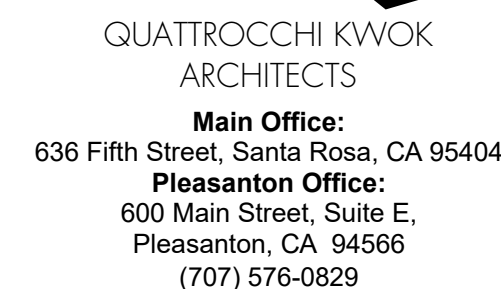 QUATTROCCHI KWOK
ARCHITECTS
Main Office:
636 Fifth Street, Santa Rosa, CA 95404
Pleasanton Office:
600 Main Street, Suite E,
Pleasanton, CA  94566
(707) 576-0829